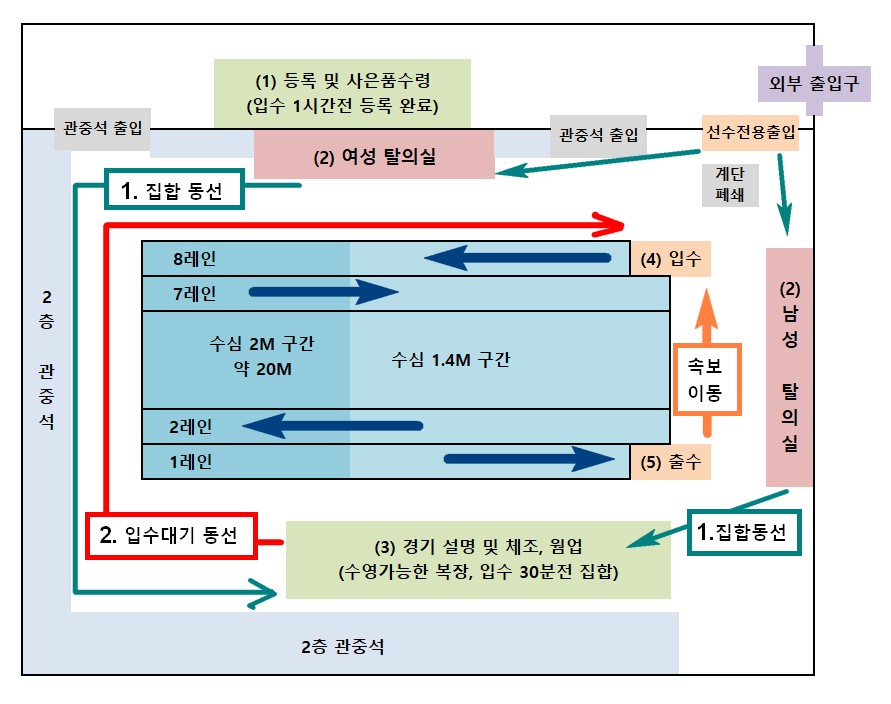 (1) 등록 및 사은품수령
(입수 1시간전 등록 완료)
외부 출입구
관중석 출입
관중석 출입
선수전용출입
(2) 여성 탈의실
1. 집합 동선
계단
폐쇄
8레인
(4) 입수
7레인
수심 2M 구간
약 20M
수심 1.4M 구간
속보
이동
2층 관중석
(2) 남성 탈의실
2레인
1레인
(5) 출수
2. 입수대기 동선
1.집합동선
(3) 경기 설명 및 체조, 웜업
(수영가능한 복장, 입수 30분전 집합)
2층 관중석